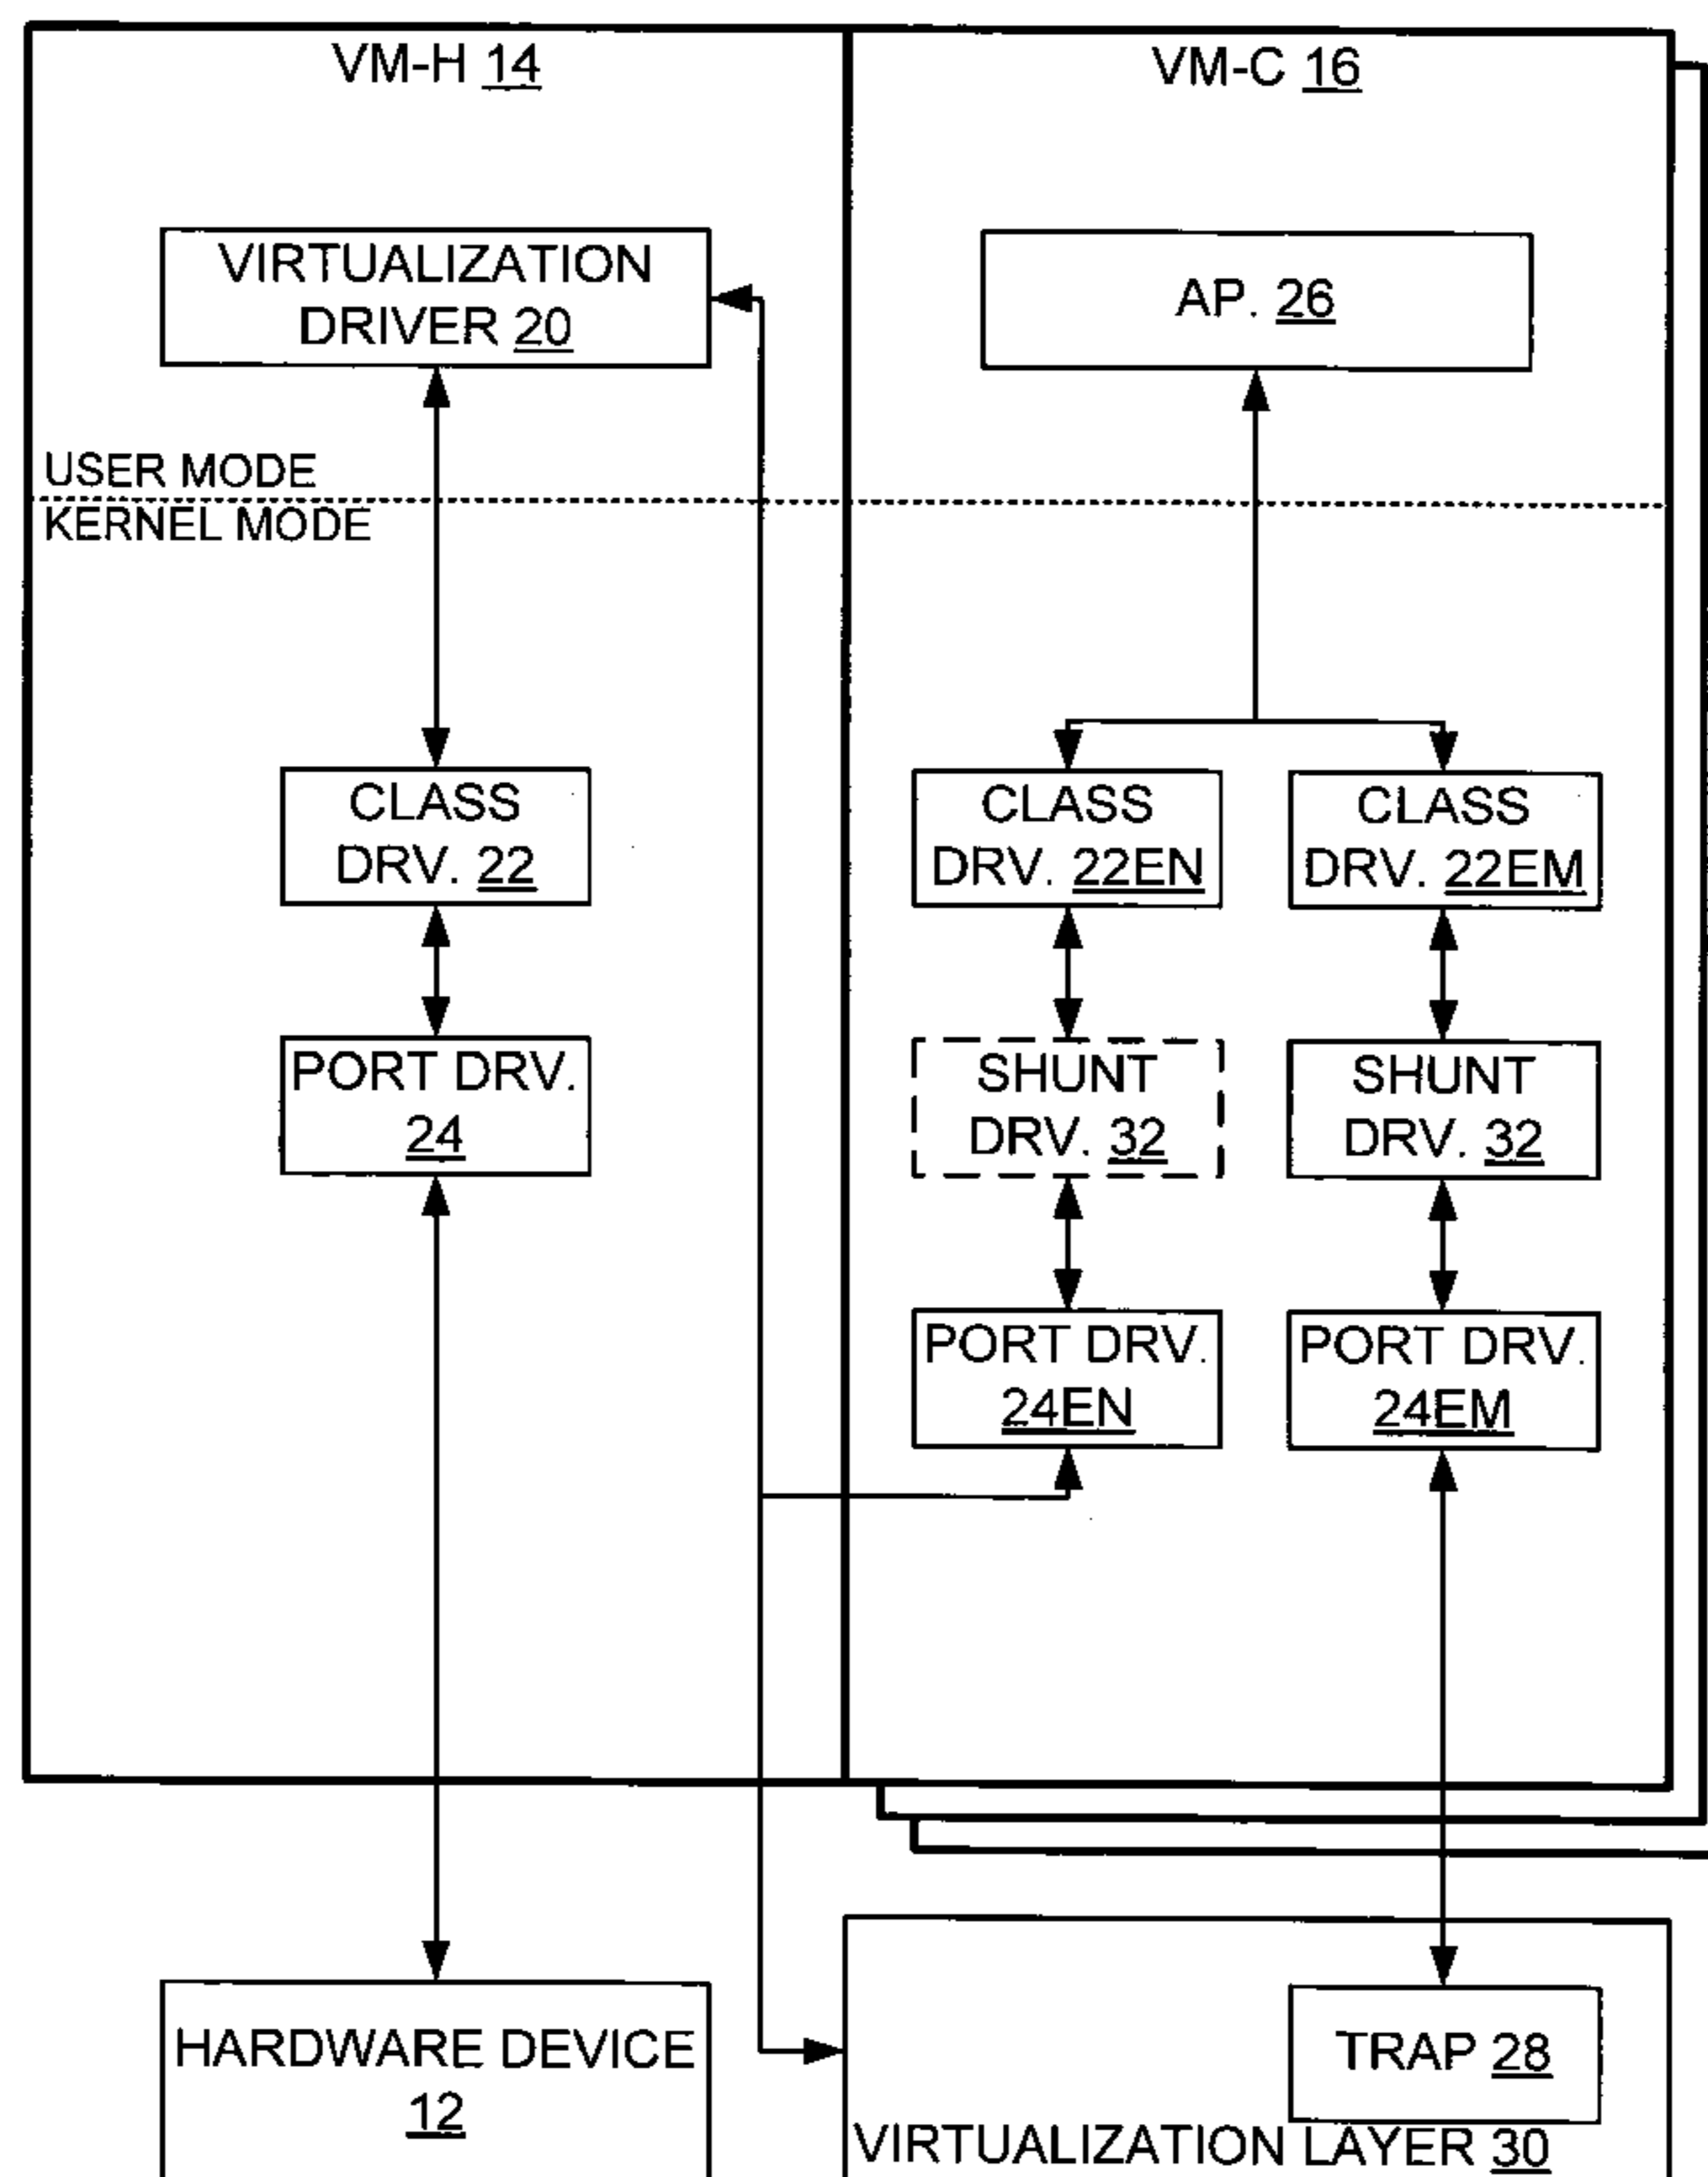 VM-H 14
VM-C 16
VIRTUALIZATION
DRIVER 20
AP. 26
USER MODE
KERNEL MODE
CLASS
DRV. 22
CLASS
DRV. 22EN
CLASS
DRV. 22EM
PORT DRV.
24
SHUNT
DRV. 32
SHUNT
DRV. 32
PORT DRV.
24EN
PORT DRV.
24EM
HARDWARE DEVICE
12
TRAP 28
VIRTUALIZATION LAYER 30